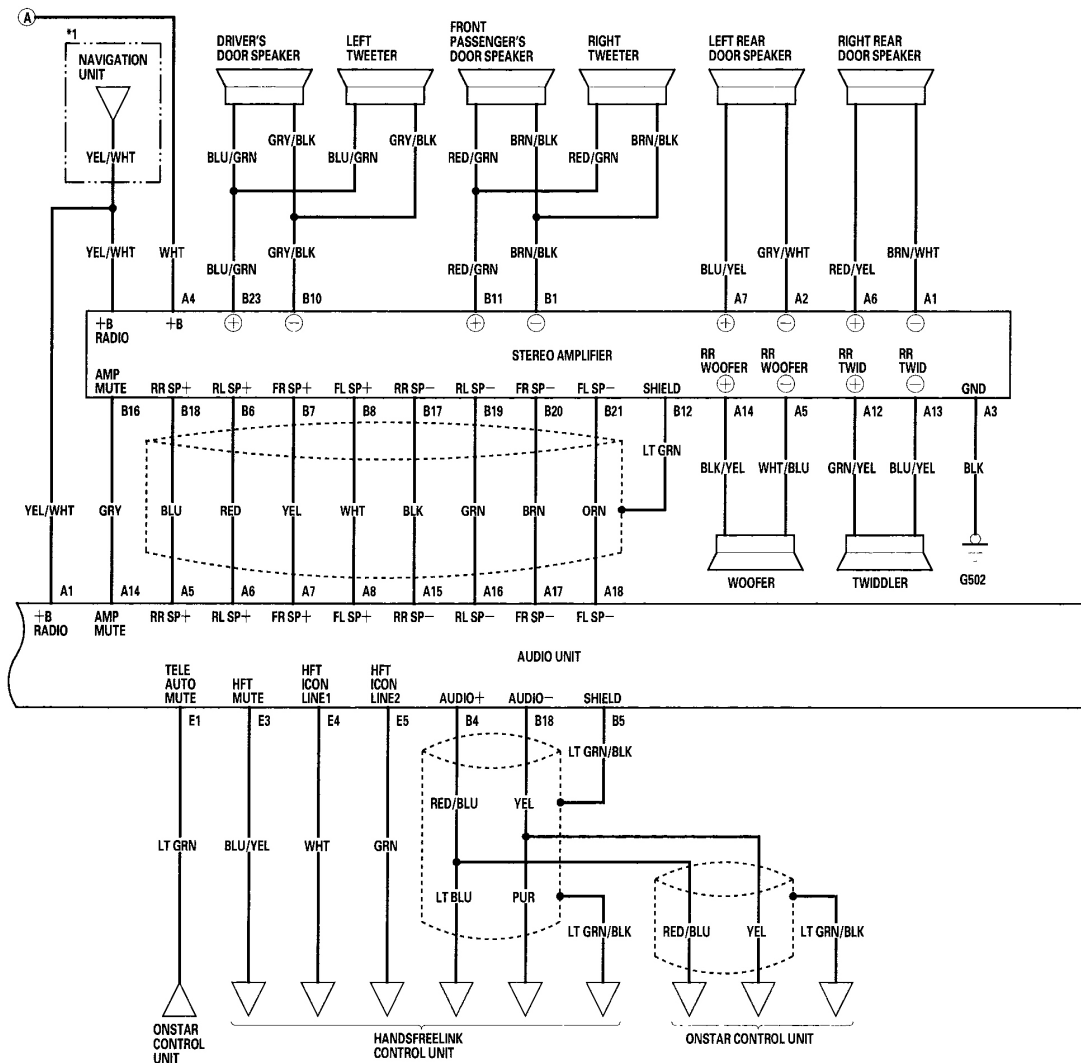 A
*1
NAVIGATION
UNIT
DRIVER'S
DOOR SPEAKER
LEFT
TWEETER
FRONT
PASSENGER'S
DOOR SPEAKER
RIGHT
TWEETER
LEFT REAR
DOOR SPEAKER
RIGHT REAR
DOOR SPEAKER
GRY/BLK GRY/BLK BRN/BLK BRN/BLK
YEL/WHT BLU/GRN BLU/GRN RED/GRN RED/GRN
YEL/WHT WHT GRY/BLK BRN/BLK GRY/WHT BRN/WHT
BLU/GRN RED/GRN BLU/YEL RED/YEL
A4 B23 B10 B11 B1 A7 A2 A6 A1
+B
RADIO
+B + − + − + − + −
STEREO AMPLIFIER
RR
WOOFER
+
RR
WOOFER
−
RR
TWID
+
RR
TWID
−
AMP
MUTE
RR SP+ RL SP+ FR SP+ FL SP+ RR SP− RL SP− FR SP− FL SP− SHIELD GND
B16 B18 B6 B7 B8 B17 B19 B20 B21 B12 A14 A5 A12 A13 A3
LT GRN
BLK/YEL WHT/BLU GRN/YEL BLU/YEL BLK
YEL/WHT GRY BLU RED YEL WHT BLK GRN BRN ORN
WOOFER TWIDDLER G502
A1 A14 A5 A6 A7 A8 A15 A16 A17 A18
+B
RADIO
AMP
MUTE
RR SP+ RL SP+ FR SP+ FL SP+ RR SP− RL SP− FR SP− FL SP−
AUDIO UNIT
TELE
AUTO
MUTE
HFT
MUTE
HFT
ICON
LINE1
HFT
ICON
LINE2
AUDIO+ AUDIO− SHIELD
E1 E3 E4 E5 B4 B18 B5
LT GRN/BLK
RED/BLU YEL
LT GRN BLU/YEL WHT GRN
LT BLU PUR
LT GRN/BLK RED/BLU YEL LT GRN/BLK
ONSTAR
CONTROL
UNIT
HANDSFREELINK
CONTROL UNIT
ONSTAR CONTROL UNIT